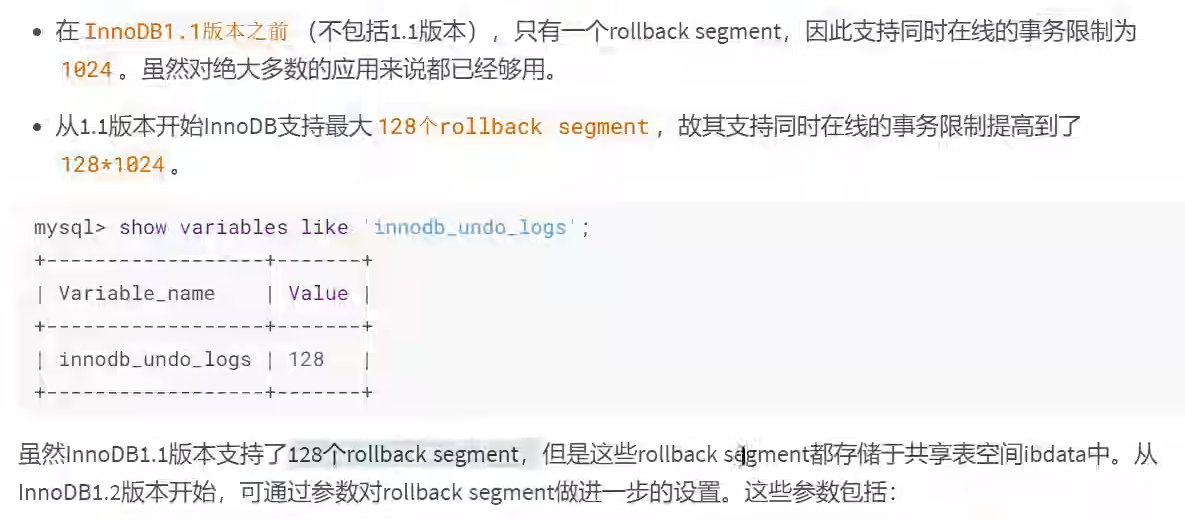 • 在 InnoDB1.1版本之前 （不包括1.1版本），只有一个rollback segment，因此支持同时在线的事务限制为
1024 。虽然对绝大多数的应用来说都已经够用。
• 从1.1版本开始InnoDB支持最大 128个rollback segment ，故其支持同时在线的事务限制提高到了
128*1024 。
mysql> show variables like 'innodb_undo_logs';
+------------------+-------+
| Variable_name    | Value |
+------------------+-------+
| innodb_undo_logs | 128   |
+------------------+-------+
虽然InnoDB1.1版本支持了128个rollback segment，但是这些rollback segment都存储于共享表空间ibdata中。从
InnoDB1.2版本开始，可通过参数对rollback segment做进一步的设置。这些参数包括：